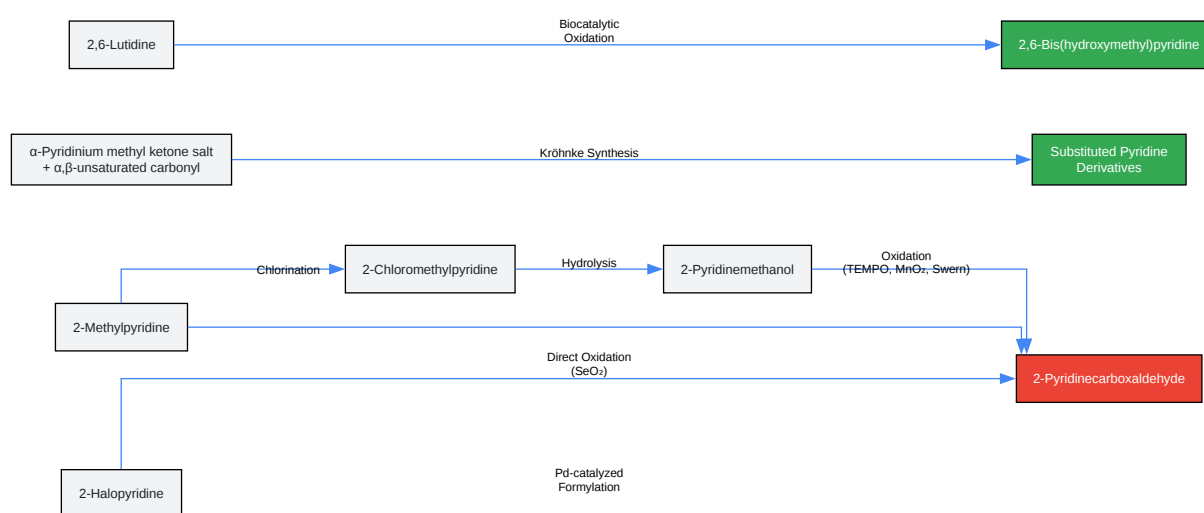 Biocatalytic
Oxidation
2,6-Lutidine
2,6-Bis(hydroxymethyl)pyridine
α-Pyridinium methyl ketone salt
+ α,β-unsaturated carbonyl
Kröhnke Synthesis
Substituted Pyridine
Derivatives
Chlorination
2-Chloromethylpyridine
Hydrolysis
2-Pyridinemethanol
Oxidation
(TEMPO, MnO₂, Swern)
2-Methylpyridine
Direct Oxidation
(SeO₂)
2-Pyridinecarboxaldehyde
Pd-catalyzed
Formylation
2-Halopyridine